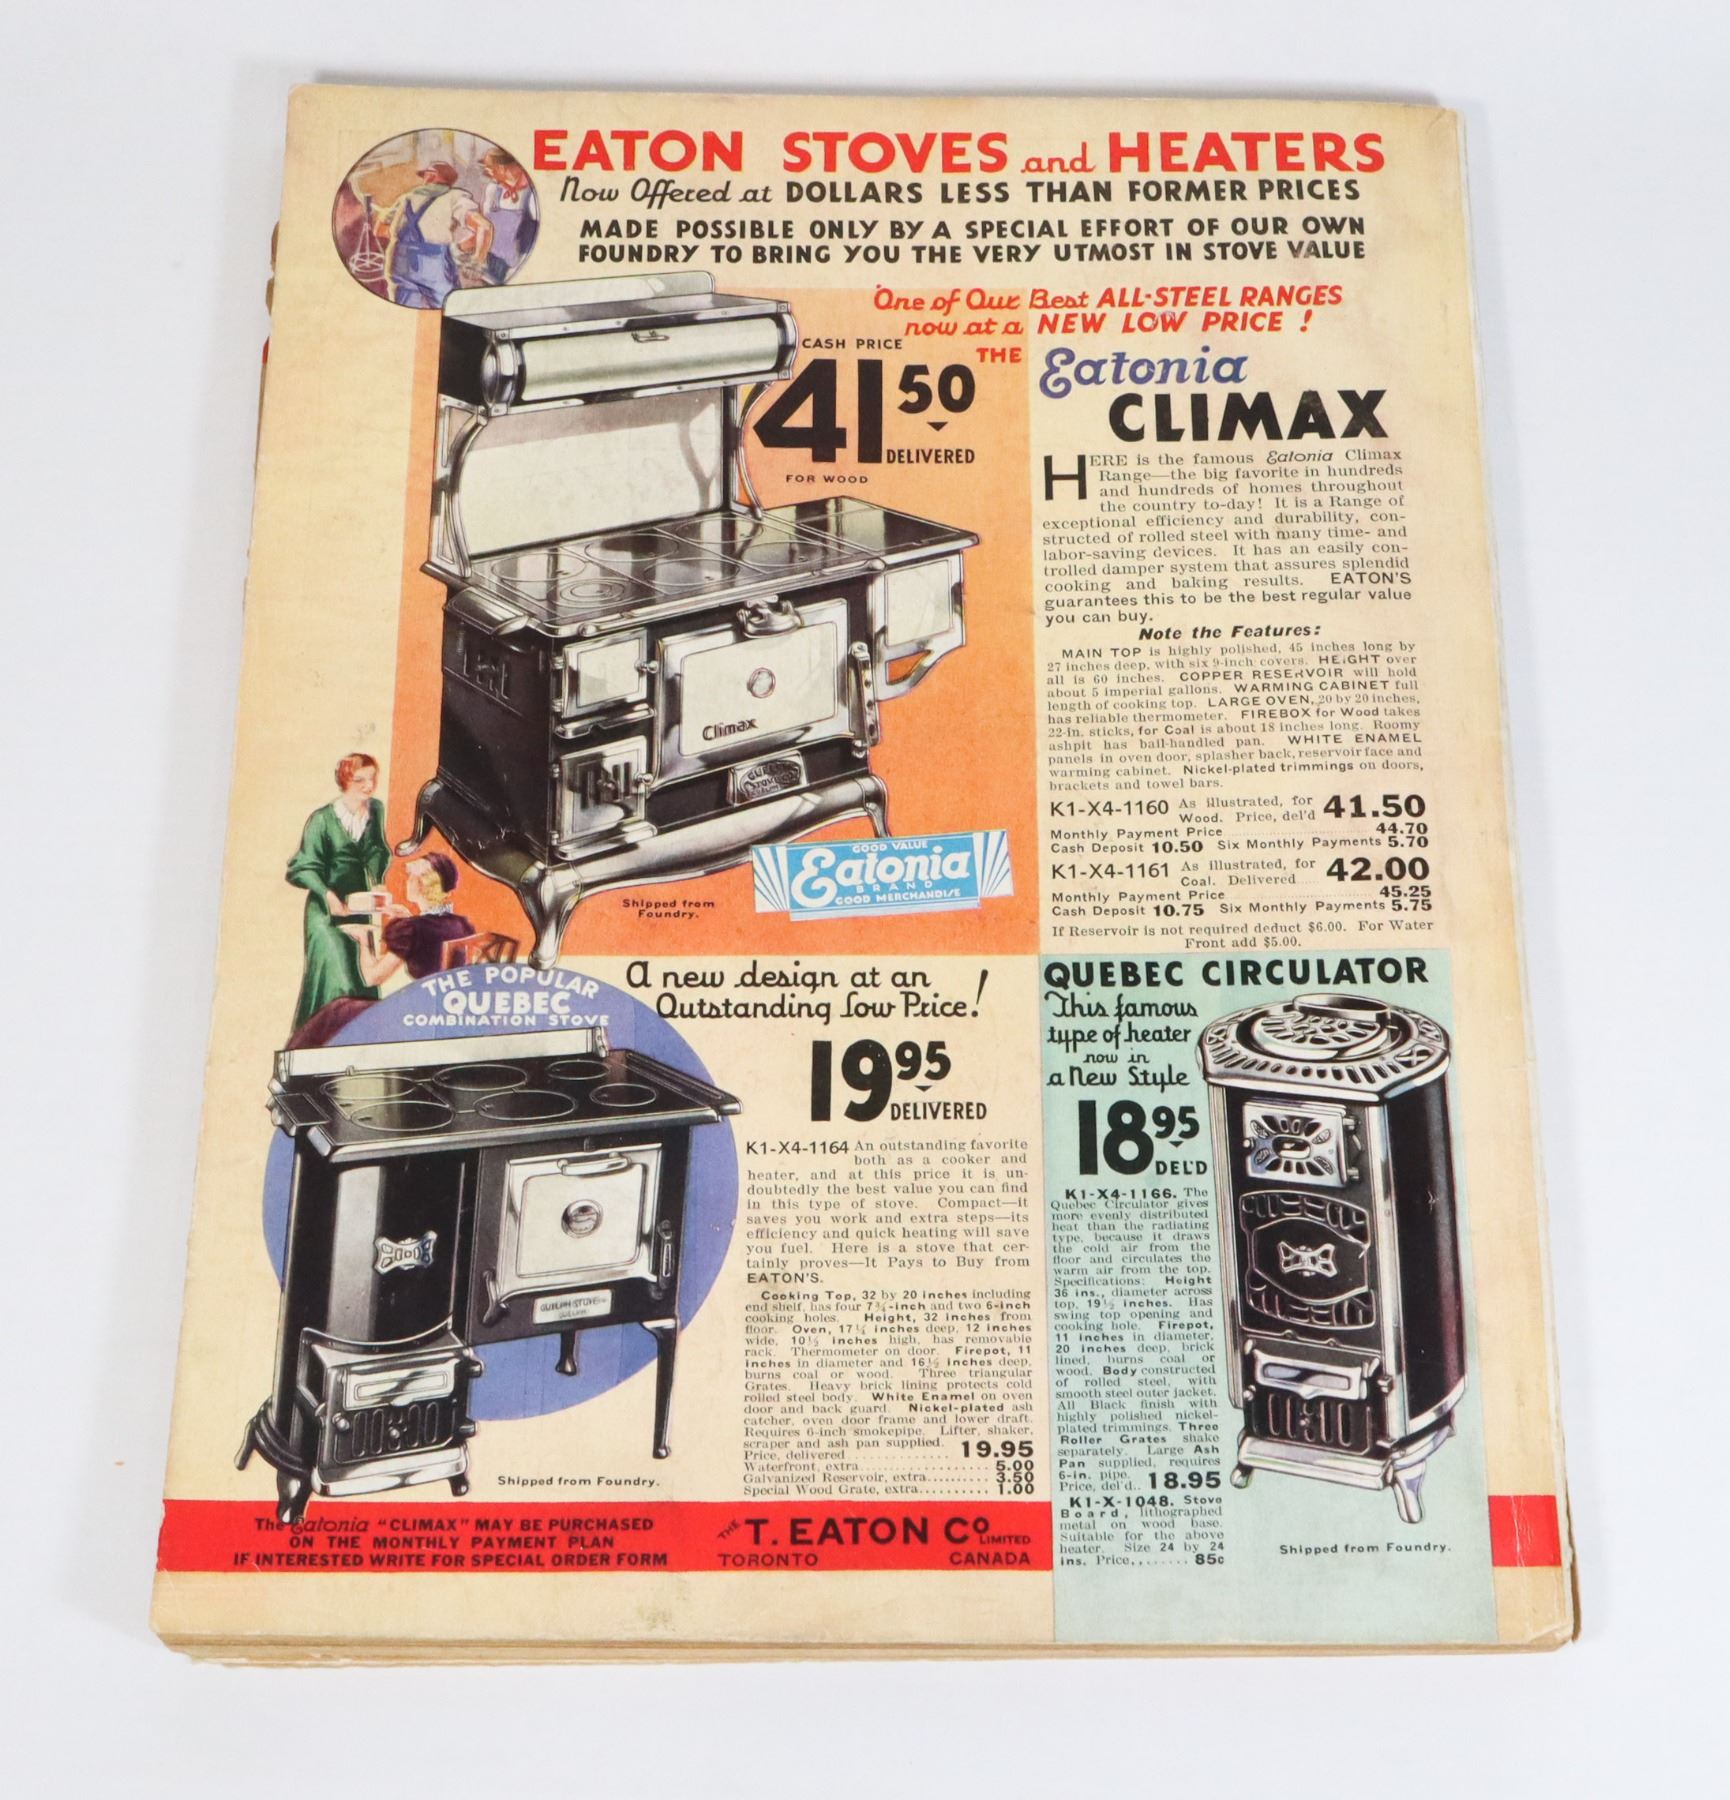 EATON STOVES and HEATERS
Now Offered at DOLLARS LESS THAN FORMER PRICES
MADE POSSIBLE ONLY BY A SPECIAL EFFORT OF OUR OWN
FOUNDRY TO BRING YOU THE VERY UTMOST IN STOVE VALUE
One of Our Best ALL-STEEL RANGES
now at a NEW LOW PRICE !
CASH PRICE
41 50
DELIVERED
FOR WOOD
THE
Eatonia
CLIMAX
HERE is the famous Eatonia Climax
Range—the big favorite in hundreds
and hundreds of homes throughout
the country to-day! It is a Range of
exceptional efficiency and durability, con-
structed of rolled steel with many time- and
labor-saving devices. It has an easily con-
trolled damper system that assures splendid
cooking and baking results. EATON'S
guarantees this to be the best regular value
you can buy.
Note the Features:
MAIN TOP is highly polished, 45 inches long by
27 inches deep, with six 9-inch covers. HEIGHT over
all is 60 inches. COPPER RESERVOIR will hold
about 5 imperial gallons. WARMING CABINET full
length of cooking top. LARGE OVEN, 20 by 20 inches,
has reliable thermometer. FIREBOX for Wood takes
22-in. sticks, for Coal is about 18 inches long. Roomy
ashpit has bail-handled pan. WHITE ENAMEL
panels in oven door, splasher back, reservoir face and
warming cabinet. Nickel-plated trimmings on doors,
brackets and towel bars.
K1-X4-1160 As illustrated, for Wood. Price, del'd 41.50
Monthly Payment Price 44.70
Cash Deposit 10.50 Six Monthly Payments 5.70
K1-X4-1161 As illustrated, for Coal. Delivered 42.00
Monthly Payment Price 45.25
Cash Deposit 10.75 Six Monthly Payments 5.75
If Reservoir is not required deduct $6.00. For Water
Front add $5.00.
Climax
GUELPH
STOVE CO.
GOOD VALUE
Eatonia
BRAND
GOOD MERCHANDISE
Shipped from
Foundry.
THE POPULAR
QUEBEC
COMBINATION STOVE
A new design at an
Outstanding Low Price!
19 95
DELIVERED
K1-X4-1164 An outstanding favorite
both as a cooker and
heater, and at this price it is un-
doubtedly the best value you can find
in this type of stove. Compact—it
saves you work and extra steps—its
efficiency and quick heating will save
you fuel. Here is a stove that cer-
tainly proves—It Pays to Buy from
EATON'S.
Cooking Top, 32 by 20 inches including
end shelf, has four 7¾-inch and two 6-inch
cooking holes. Height, 32 inches from
floor. Oven, 17½ inches deep, 12 inches
wide, 10½ inches high, has removable
rack. Thermometer on door. Firepot, 11
inches in diameter and 16½ inches deep,
burns coal or wood. Three triangular
Grates. Heavy brick lining protects cold
rolled steel body. White Enamel on oven
door and back guard. Nickel-plated ash
catcher, oven door frame and lower draft.
Requires 6-inch smokepipe. Lifter, shaker,
scraper and ash pan supplied.
Price, delivered 19.95
Waterfront, extra 5.00
Galvanized Reservoir, extra 3.50
Special Wood Grate, extra 1.00
GUELPH STOVE CO
GUELPH
Shipped from Foundry.
QUEBEC CIRCULATOR
This famous
type of heater
now in
a New Style
18 95
DEL'D
K1-X4-1166. The
Quebec Circulator gives
more evenly distributed
heat than the radiating
type, because it draws
the cold air from the
floor and circulates the
warm air from the top.
Specifications: Height
36 ins., diameter across
top, 19½ inches. Has
swing top opening and
cooking hole. Firepot,
11 inches in diameter,
20 inches deep, brick
lined, burns coal or
wood. Body constructed
of rolled steel, with
smooth steel outer jacket.
All Black finish with
highly polished nickel-
plated trimmings. Three
Roller Grates shake
separately. Large Ash
Pan supplied, requires
6-in. pipe.
Price, del'd.. 18.95
K1-X-1048. Stove
Board, lithographed
metal on wood base.
Suitable for the above
heater. Size 24 by 24
ins. Price, 85c
Shipped from Foundry.
The Eatonia "CLIMAX" MAY BE PURCHASED
ON THE MONTHLY PAYMENT PLAN
IF INTERESTED WRITE FOR SPECIAL ORDER FORM
THE T. EATON CO LIMITED
TORONTO CANADA